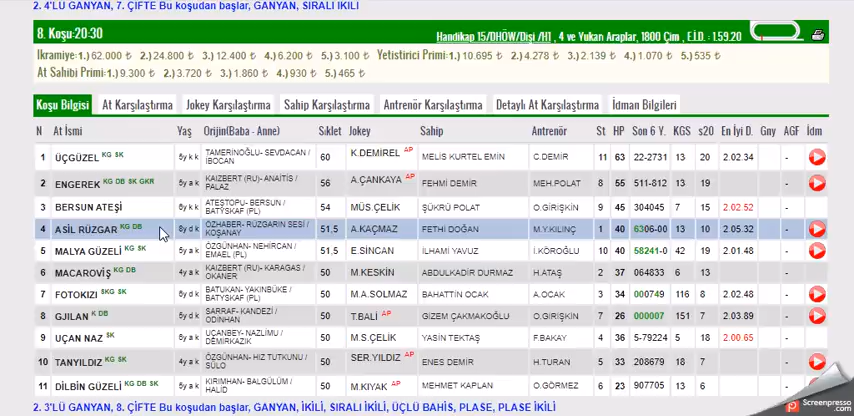 2. 4'LÜ GANYAN, 7. ÇİFTE Bu koşudan başlar, GANYAN, SIRALI İKİLİ
8. Koşu:20:30
Handikap 15/DHÖW/Dişi /H1 , 4 ve Yukarı Araplar, 1800 Çim , E.İ.D. : 1.59.20
İkramiye: 1.) 62.000 ₺ 2.) 24.800 ₺ 3.) 12.400 ₺ 4.) 6.200 ₺ 5.) 3.100 ₺ Yetiştirici Primi: 1.) 10.695 ₺ 2.) 4.278 ₺ 3.) 2.139 ₺ 4.) 1.070 ₺ 5.) 535 ₺
At Sahibi Primi: 1.) 9.300 ₺ 2.) 3.720 ₺ 3.) 1.860 ₺ 4.) 930 ₺ 5.) 465 ₺
Koşu Bilgisi At Karşılaştırma Jokey Karşılaştırma Sahip Karşılaştırma Antrenör Karşılaştırma Detaylı At Karşılaştırma İdman Bilgileri
N At İsmi Yaş Orijin(Baba - Anne) Sıklet Jokey Sahip Antrenör St HP Son 6 Y. KGS s20 En İyi D. Gny AGF İdm
1 ÜÇGÜZEL KG SK 5y k k TAMERİNOĞLU- SEVDACAN / İBOCAN 60 K.DEMİREL AP MELİS KURTEL EMİN C.DEMİR 11 63 22-2731 13 20 2.02.34 -
2 ENGEREK KG DB SK GKR 5y k k KAIZBERT (RU)- ANAİTİS / PALAZ 56 A.ÇANKAYA AP FEHMİ DEMİR MEH.POLAT 8 55 511-812 13 19 -
3 BERSUN ATEŞİ 5y k k ATEŞTOPU- BERSUN / BATYSKAF (PL) 54 MÜS.ÇELİK ŞÜKRÜ POLAT O.GİRİŞKİN 9 45 304045 7 15 2.02.52 -
4 ASİL RÜZGAR KG DB 8y d k ÖZHABER- RÜZGARIN SESİ / KOŞANAY 51.5 A.KAÇMAZ FETHİ DOĞAN M.Y.KILINÇ 1 40 6306-00 13 10 2.05.32 -
5 MALYA GÜZELİ KG SK 5y a k ÖZGÜNHAN- NEHİRCAN / EMAEL (PL) 51.5 E.SİNCAN İLHAMİ YAVUZ İ.KÖROĞLU 10 40 58241-0 42 19 2.01.48 -
6 MACAROVİŞ KG DB 4y a k KAIZBERT (RU)- KARAGAS / OKANER 50 M.KESKİN ABDULKADİR DURMAZ H.ATAŞ 2 37 064833 6 13 -
7 FOTOKIZI SKG SK 5y d k BATUKAN- YAKINBÜKE / BATYSKAF (PL) 50 M.A.SOLMAZ BAHATTİN OCAK A.OCAK 3 34 000749 116 8 2.02.48 -
8 GJILAN K DB 6y d k SARRAF- KANDEZİ / ODINHAN 50 T.BALİ AP GİZEM ÇAKMAKOĞLU O.GİRİŞKİN 7 26 000007 151 7 2.03.89 -
9 UÇAN NAZ SK 6y a k UÇANBEY- NAZLIMU / DEMİRKAZIK 50 M.S.ÇELİK YASİN TEKTAŞ F.BAKAY 4 36 5-79224 5 2.00.65 -
10 TANYILDIZ KG SK 4y a k ÖZGÜNHAN- HIZ TUTKUNU / SÜLO 50 SER.YILDIZ AP ENES DEMİR H.TURAN 5 33 208679 18 7
11 DİLBİN GÜZELİ KG DB SK 6y a k KIRIMHAN- BALGÜLÜM / HALİD 50 M.KIYAK AP MEHMET KAPLAN O.GÖRMEZ 6 23 907705 13 6
2. 3'LÜ GANYAN, 8. ÇİFTE Bu koşudan başlar, GANYAN, İKİLİ, SIRALI İKİLİ, ÜÇLÜ BAHİS, PLASE, PLASE İKİLİ
Screenpresso
.com